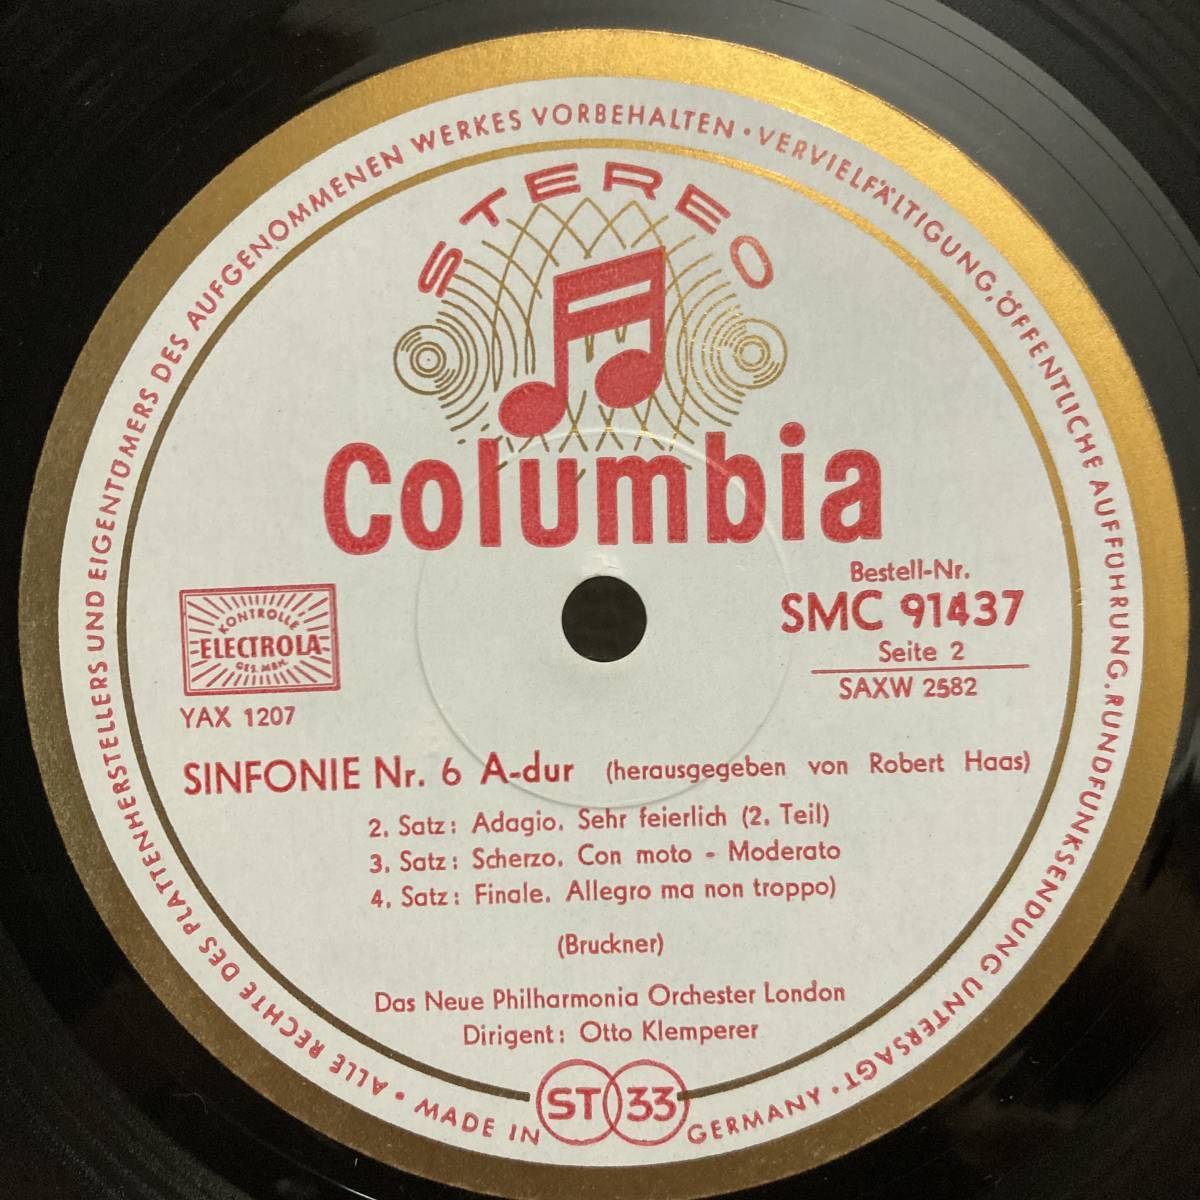 ALLE RECHTE DES PLATTENHERSTELLERS UND EIGENTÜMERS DES AUFGENOMMENEN WERKES VORBEHALTEN · VERVIELFÄLTIGUNG, ÖFFENTLICHE AUFFÜHRUNG, RUNDFUNKSENDUNG UNTERSAGT ·
STEREO
Columbia
Bestell-Nr.
SMC 91437
Seite 2
SAXW 2582
KONTROLLE
ELECTROLA
GES. MBH.
YAX 1207
SINFONIE Nr. 6 A-dur (herausgegeben von Robert Haas)
2. Satz: Adagio. Sehr feierlich (2. Teil)
3. Satz: Scherzo. Con moto - Moderato
4. Satz: Finale. Allegro ma non troppo)
(Bruckner)
Das Neue Philharmonia Orchester London
Dirigent: Otto Klemperer
ST 33
· MADE IN GERMANY ·